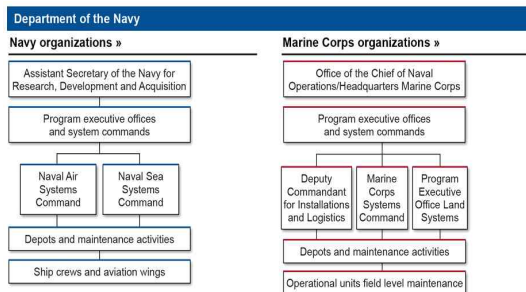 Department of the Navy
Navy organizations »
Assistant Secretary of the Navy for
Research, Development and Acquisition
Program executive offices
and system commands
Naval Air
Systems
Command
Naval Sea
Systems
Command
Depots and maintenance activities
Ship crews and aviation wings
Marine Corps organizations »
Office of the Chief of Naval
Operations/Headquarters Marine Corps
Program executive offices
and system commands
Deputy
Commandant
for Installations
and Logistics
Marine
Corps
Systems
Command
Program
Executive
Office Land
Systems
Depots and maintenance activities
Operational units field level maintenance